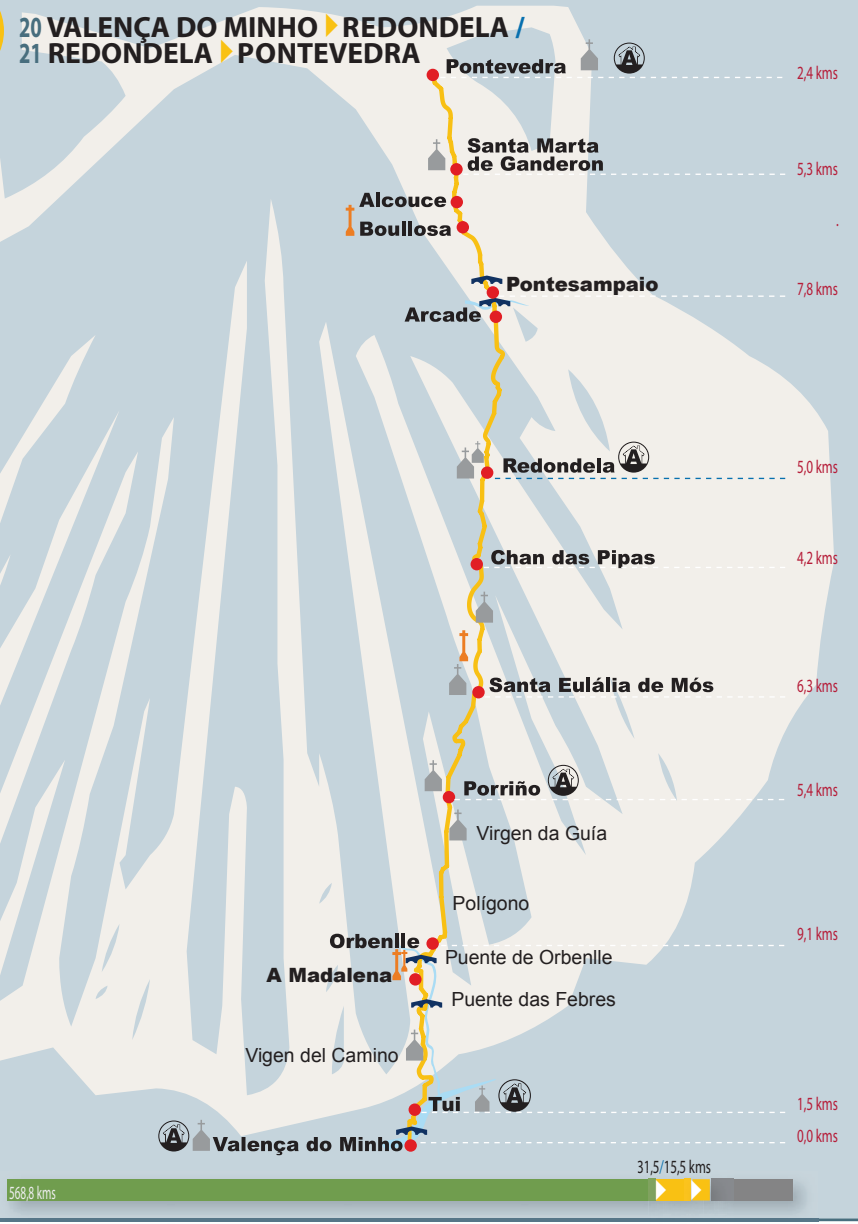 20 VALENÇA DO MINHO REDONDELA /
21 REDONDELA PONTEVEDRA
Pontevedra A 2,4 kms
Santa Marta
de Ganderon 5,3 kms
Alcouce
Boullosa
Pontesampaio 7,8 kms
Arcade
Redondela A 5,0 kms
Chan das Pipas 4,2 kms
Santa Eulália de Mós 6,3 kms
Porriño A 5,4 kms
Virgen da Guía
Polígono
Orbenlle 9,1 kms
Puente de Orbenlle
A Madalena
Puente das Febres
Vigen del Camino
Tui A 1,5 kms
A Valença do Minho 0,0 kms
31,5/15,5 kms
568,8 kms